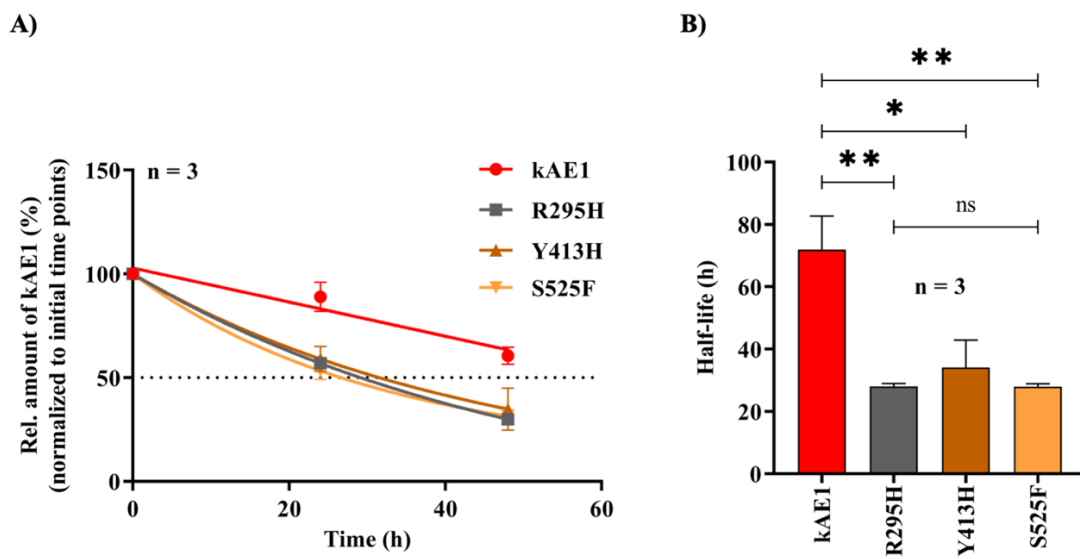 A)
Rel. amount of kAE1 (%)
(normalized to initial time points)
150
100
50
0
0
20
40
60
Time (h)
n = 3
kAE1
R295H
Y413H
S525F
B)
**
*
**
ns
n = 3
Half-life (h)
100
80
60
40
20
0
kAE1
R295H
Y413H
S525F